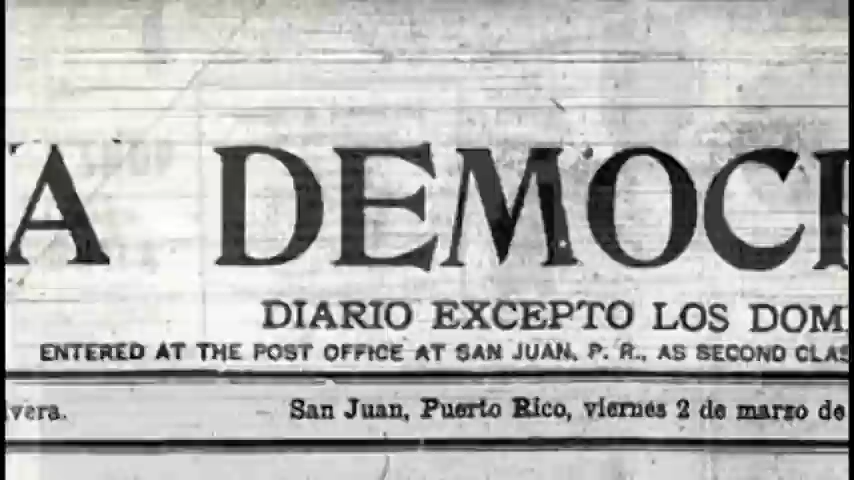 A DEMOC
DIARIO EXCEPTO LOS DOM
ENTERED AT THE POST OFFICE AT SAN JUAN, P. R., AS SECOND CLAS
vera.
San Juan, Puerto Rico, viernes 2 de marzo de